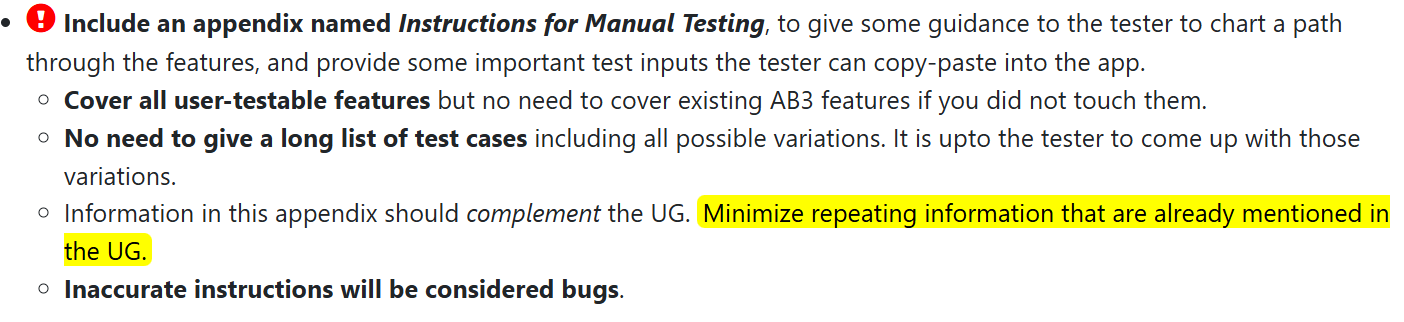 Include an appendix named Instructions for Manual Testing, to give some guidance to the tester to chart a path
through the features, and provide some important test inputs the tester can copy-paste into the app.
Cover all user-testable features but no need to cover existing AB3 features if you did not touch them.
No need to give a long list of test cases including all possible variations. It is upto the tester to come up with those
variations.
Information in this appendix should complement the UG. Minimize repeating information that are already mentioned in
the UG.
Inaccurate instructions will be considered bugs.